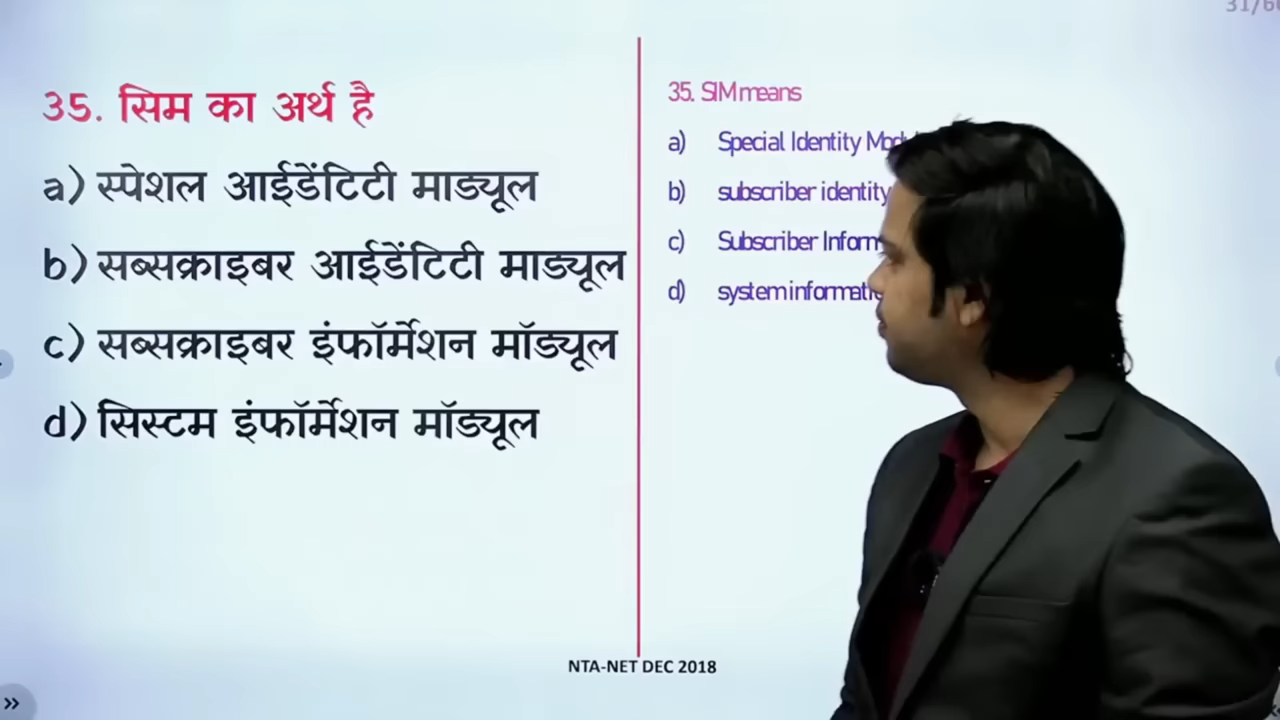 35. सिम का अर्थ है
a) स्पेशल आईडेंटिटी माड्यूल
b) सब्सक्राइबर आईडेंटिटी माड्यूल
c) सब्सक्राइबर इंफॉर्मेशन मॉड्यूल
d) सिस्टम इंफॉर्मेशन मॉड्यूल
35. SIM means
a) Special Identity
b) subscriber identity
c) Subscriber
d) system
NTA-NET DEC 2018